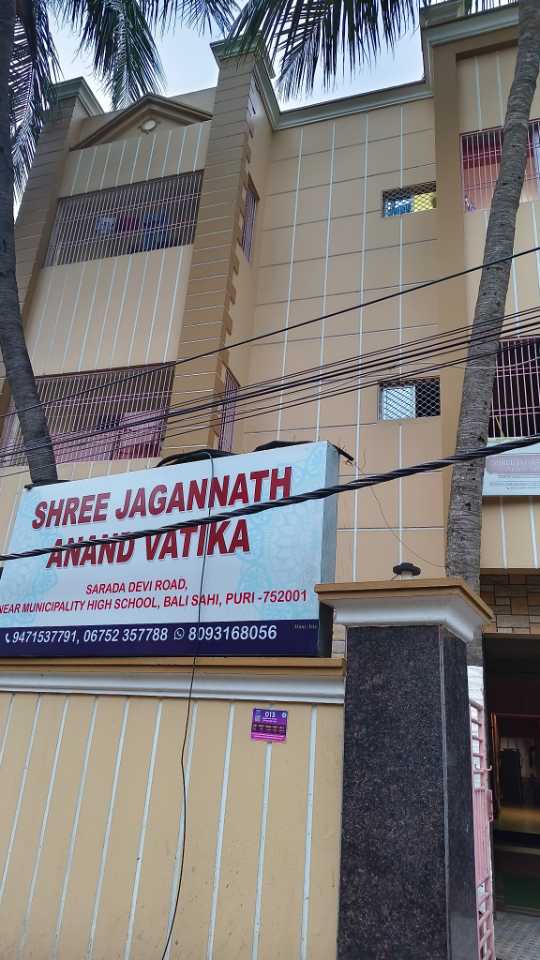 SHREE JAGANNATH
ANAND VATIKA
SARADA DEVI ROAD,
NEAR MUNICIPALITY HIGH SCHOOL, BALI SAHI, PURI -752001
9471537791, 06752 357788 8093168056
013